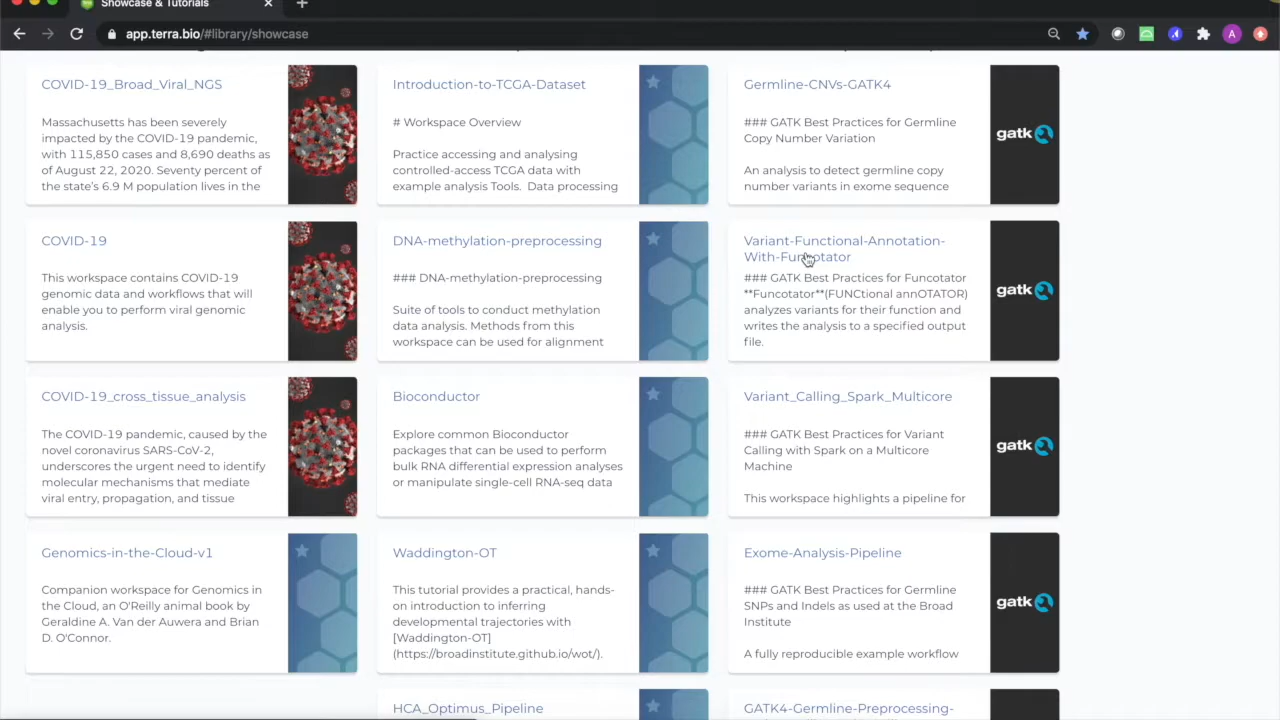 Showcase & Tutorials
app.terra.bio/#library/showcase
A
COVID-19_Broad_Viral_NGS
Massachusetts has been severely
impacted by the COVID-19 pandemic,
with 115,850 cases and 8,690 deaths as
of August 22, 2020. Seventy percent of
the state's 6.9 M population lives in the
Introduction-to-TCGA-Dataset
# Workspace Overview
Practice accessing and analysing
controlled-access TCGA data with
example analysis Tools. Data processing
Germline-CNVs-GATK4
### GATK Best Practices for Germline
Copy Number Variation
An analysis to detect germline copy
number variants in exome sequence
gatk
COVID-19
This workspace contains COVID-19
genomic data and workflows that will
enable you to perform viral genomic
analysis.
DNA-methylation-preprocessing
### DNA-methylation-preprocessing
Suite of tools to conduct methylation
data analysis. Methods from this
workspace can be used for alignment
Variant-Functional-Annotation-
With-Funcotator
### GATK Best Practices for Funcotator
**Funcotator**(FUNCtional annOTATOR)
analyzes variants for their function and
writes the analysis to a specified output
file.
gatk
COVID-19_cross_tissue_analysis
The COVID-19 pandemic, caused by the
novel coronavirus SARS-CoV-2,
underscores the urgent need to identify
molecular mechanisms that mediate
viral entry, propagation, and tissue
Bioconductor
Explore common Bioconductor
packages that can be used to perform
bulk RNA differential expression analyses
or manipulate single-cell RNA-seq data
Variant_Calling_Spark_Multicore
### GATK Best Practices for Variant
Calling with Spark on a Multicore
Machine
This workspace highlights a pipeline for
gatk
Genomics-in-the-Cloud-v1
Companion workspace for Genomics in
the Cloud, an O'Reilly animal book by
Geraldine A. Van der Auwera and Brian
D. O'Connor.
Waddington-OT
This tutorial provides a practical, hands-
on introduction to inferring
developmental trajectories with
[Waddington-OT]
(https://broadinstitute.github.io/wot/).
Exome-Analysis-Pipeline
### GATK Best Practices for Germline
SNPs and Indels as used at the Broad
Institute
A fully reproducible example workflow
gatk
HCA_Optimus_Pipeline
GATK4-Germline-Preprocessing-